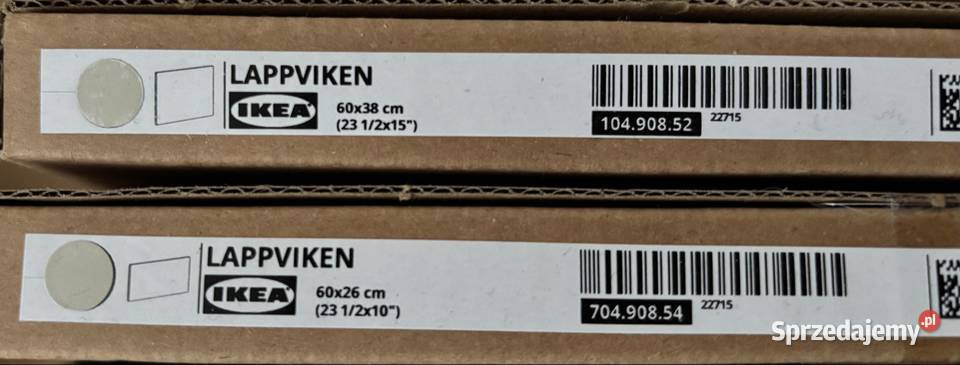 LAPPVIKEN
IKEA
60x38 cm
(23 1/2x15")
104.908.52
22715
LAPPVIKEN
IKEA
60x26 cm
(23 1/2x10")
704.908.54
22715
Sprzedajemy.pl